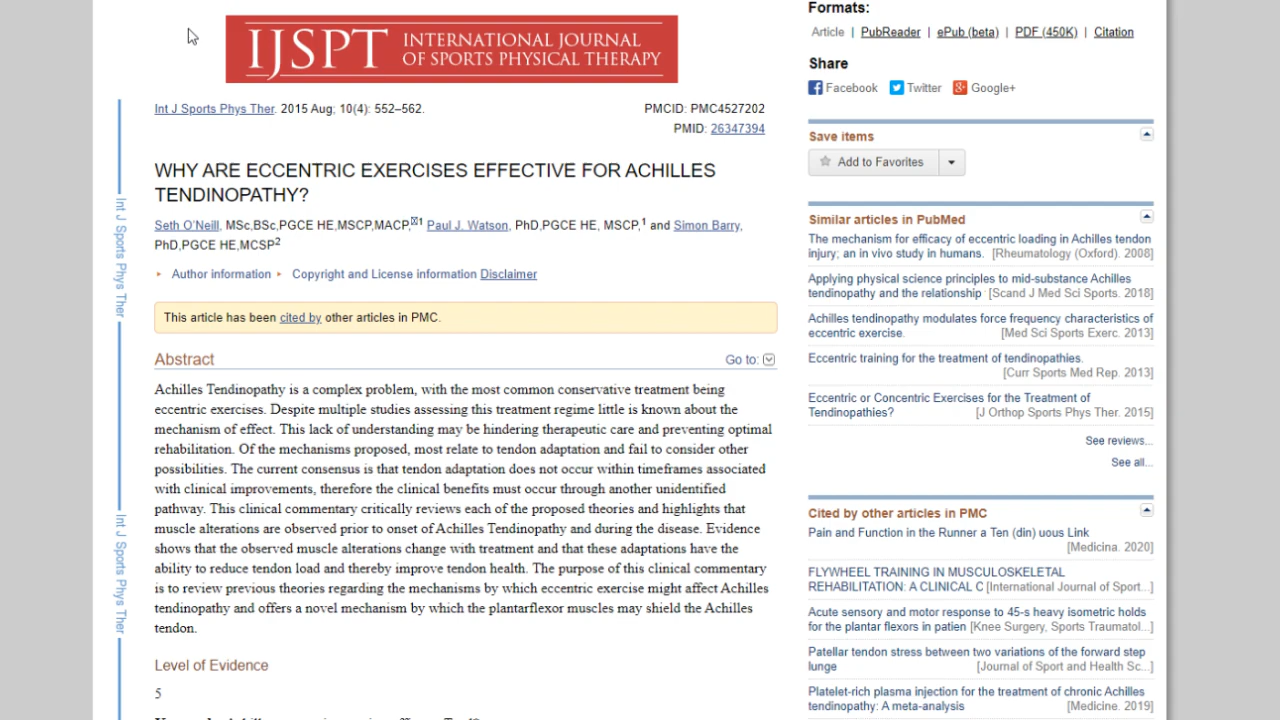 IJSPT INTERNATIONAL JOURNAL
OF SPORTS PHYSICAL THERAPY
Int J Sports Phys Ther. 2015 Aug; 10(4): 552–562.
PMCID: PMC4527202
PMID: 26347394
WHY ARE ECCENTRIC EXERCISES EFFECTIVE FOR ACHILLES
TENDINOPATHY?
Seth O'Neill, MSc,BSc,PGCE HE,MSCP,MACP,1 Paul J. Watson, PhD,PGCE HE, MSCP,1 and Simon Barry,
PhD,PGCE HE,MCSP2
Author information
Copyright and License information Disclaimer
This article has been cited by other articles in PMC.
Abstract
Go to:
Achilles Tendinopathy is a complex problem, with the most common conservative treatment being
eccentric exercises. Despite multiple studies assessing this treatment regime little is known about the
mechanism of effect. This lack of understanding may be hindering therapeutic care and preventing optimal
rehabilitation. Of the mechanisms proposed, most relate to tendon adaptation and fail to consider other
possibilities. The current consensus is that tendon adaptation does not occur within timeframes associated
with clinical improvements, therefore the clinical benefits must occur through another unidentified
pathway. This clinical commentary critically reviews each of the proposed theories and highlights that
muscle alterations are observed prior to onset of Achilles Tendinopathy and during the disease. Evidence
shows that the observed muscle alterations change with treatment and that these adaptations have the
ability to reduce tendon load and thereby improve tendon health. The purpose of this clinical commentary
is to review previous theories regarding the mechanisms by which eccentric exercise might affect Achilles
tendinopathy and offers a novel mechanism by which the plantarflexor muscles may shield the Achilles
tendon.
Level of Evidence
5
Int J Sports Phys Ther
Int J Sports Phys Ther
Formats:
Article | PubReader | ePub (beta) | PDF (450K) | Citation
Share
Facebook Twitter Google+
Save items
Add to Favorites
Similar articles in PubMed
The mechanism for efficacy of eccentric loading in Achilles tendon
injury; an in vivo study in humans. [Rheumatology (Oxford). 2008]
Applying physical science principles to mid-substance Achilles
tendinopathy and the relationship [Scand J Med Sci Sports. 2018]
Achilles tendinopathy modulates force frequency characteristics of
eccentric exercise. [Med Sci Sports Exerc. 2013]
Eccentric training for the treatment of tendinopathies.
[Curr Sports Med Rep. 2013]
Eccentric or Concentric Exercises for the Treatment of
Tendinopathies? [J Orthop Sports Phys Ther. 2015]
See reviews...
See all...
Cited by other articles in PMC
Pain and Function in the Runner a Ten (din) uous Link
[Medicina. 2020]
FLYWHEEL TRAINING IN MUSCULOSKELETAL
REHABILITATION: A CLINICAL C [International Journal of Sport...]
Acute sensory and motor response to 45-s heavy isometric holds
for the plantar flexors in patien [Knee Surgery, Sports Traumatol...]
Patellar tendon stress between two variations of the forward step
lunge [Journal of Sport and Health Sc...]
Platelet-rich plasma injection for the treatment of chronic Achilles
tendinopathy: A meta-analysis [Medicine. 2019]